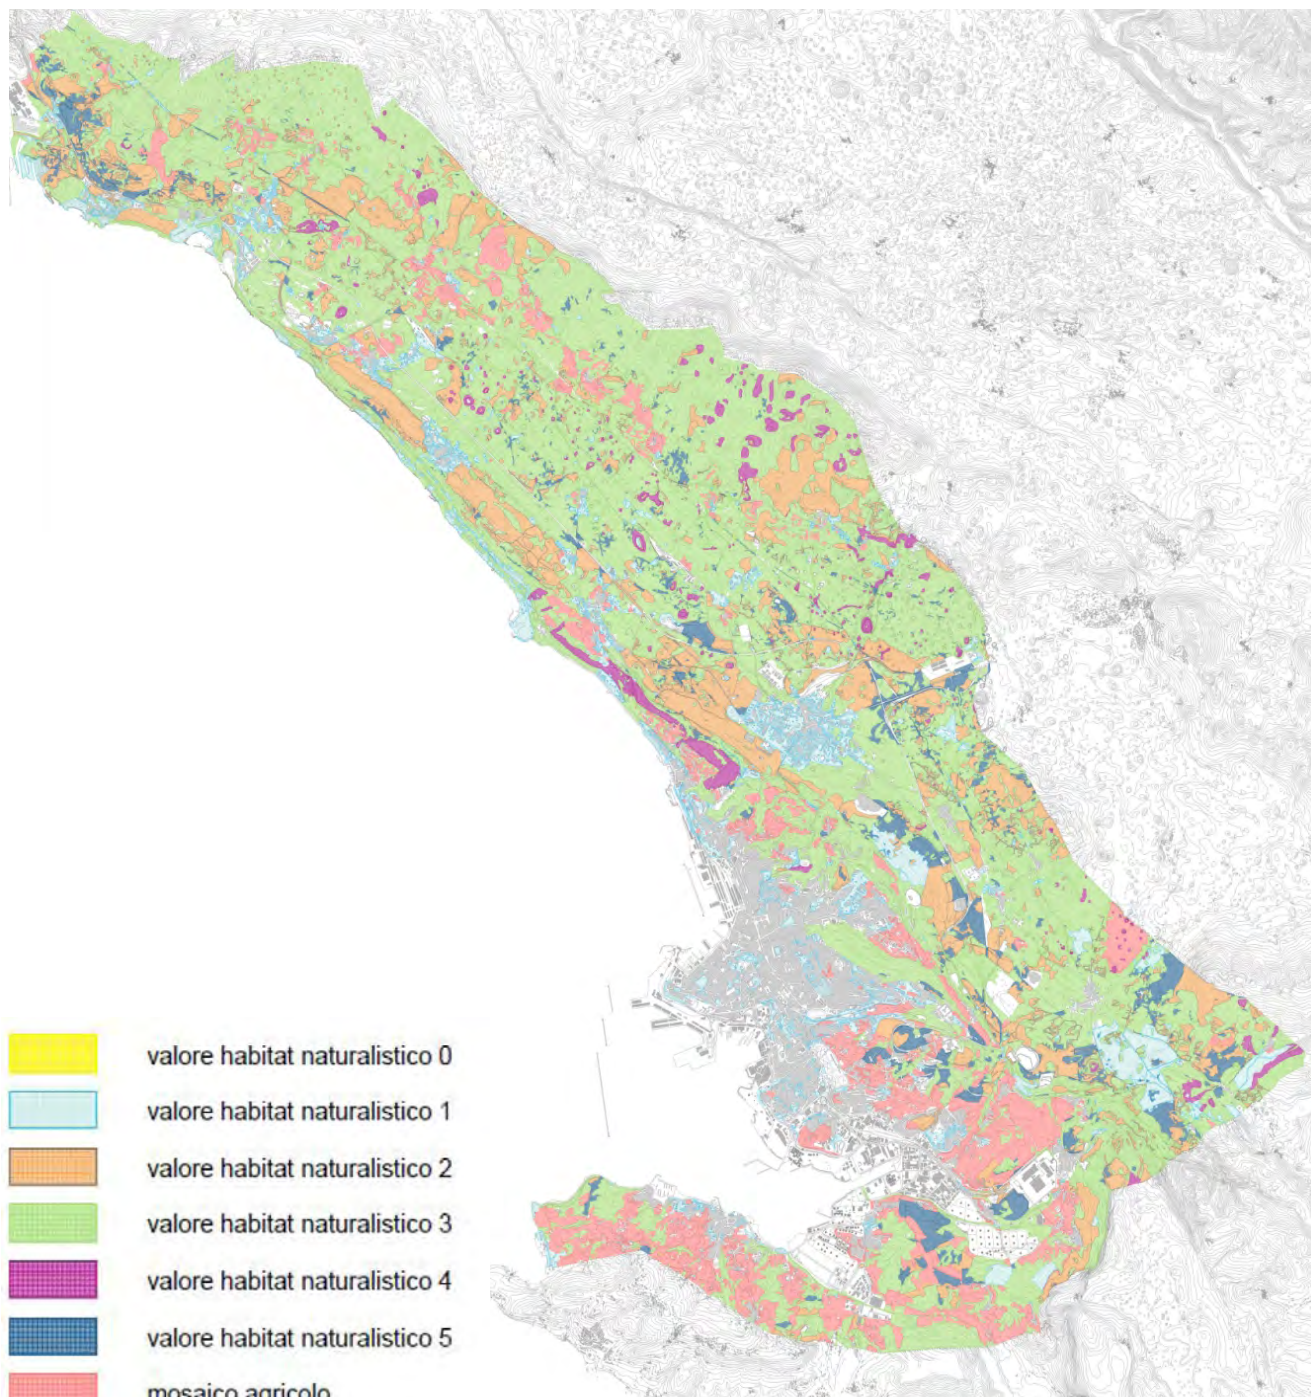 valore habitat naturalistico 0
valore habitat naturalistico 1
valore habitat naturalistico 2
valore habitat naturalistico 3
valore habitat naturalistico 4
valore habitat naturalistico 5
mosaico agricolo